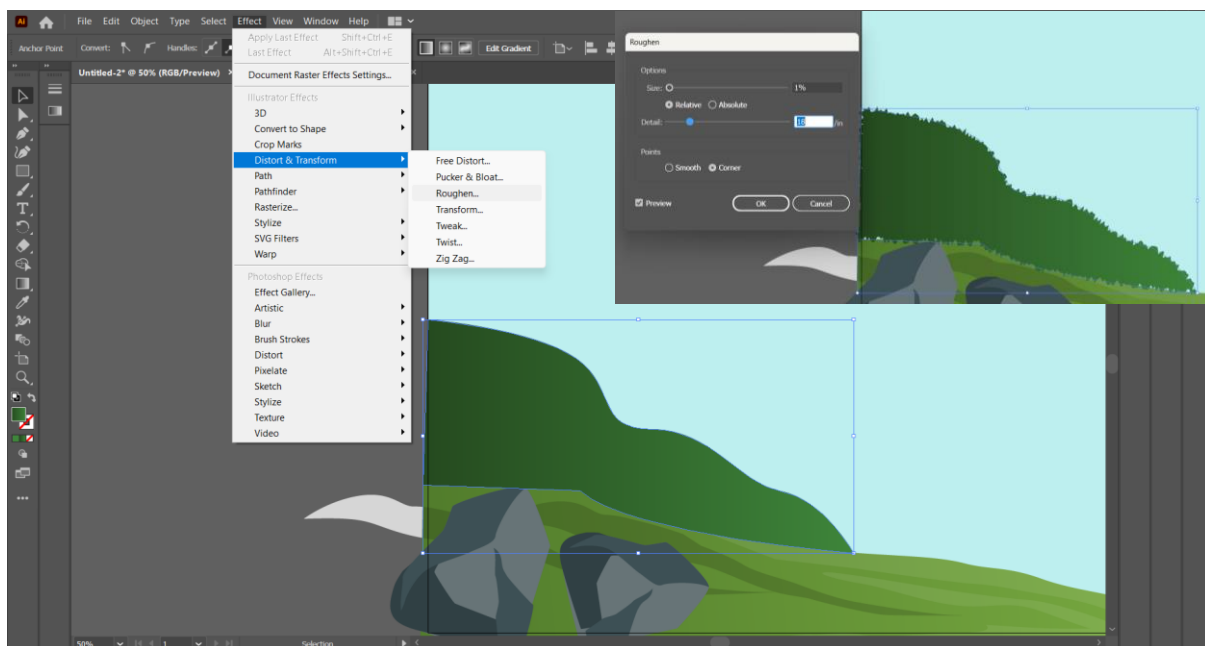 Ai File Edit Object Type Select Effect View Window Help
Anchor Point Convert: Handles: Edit Gradient
Untitled-2* @ 50% (RGB/Preview) ×
Apply Last Effect Shift+Ctrl+E
Last Effect Alt+Shift+Ctrl+E
Document Raster Effects Settings...
Illustrator Effects
3D
Convert to Shape
Crop Marks
Distort & Transform
Path
Pathfinder
Rasterize...
Stylize
SVG Filters
Warp
Photoshop Effects
Effect Gallery...
Artistic
Blur
Brush Strokes
Distort
Pixelate
Sketch
Stylize
Texture
Video
Free Distort...
Pucker & Bloat...
Roughen...
Transform...
Tweak...
Twist...
Zig Zag...
Roughen
Options
Size: 1%
Relative Absolute
Detail: /in
Points
Smooth Corner
Preview OK Cancel
50% 1 Selection